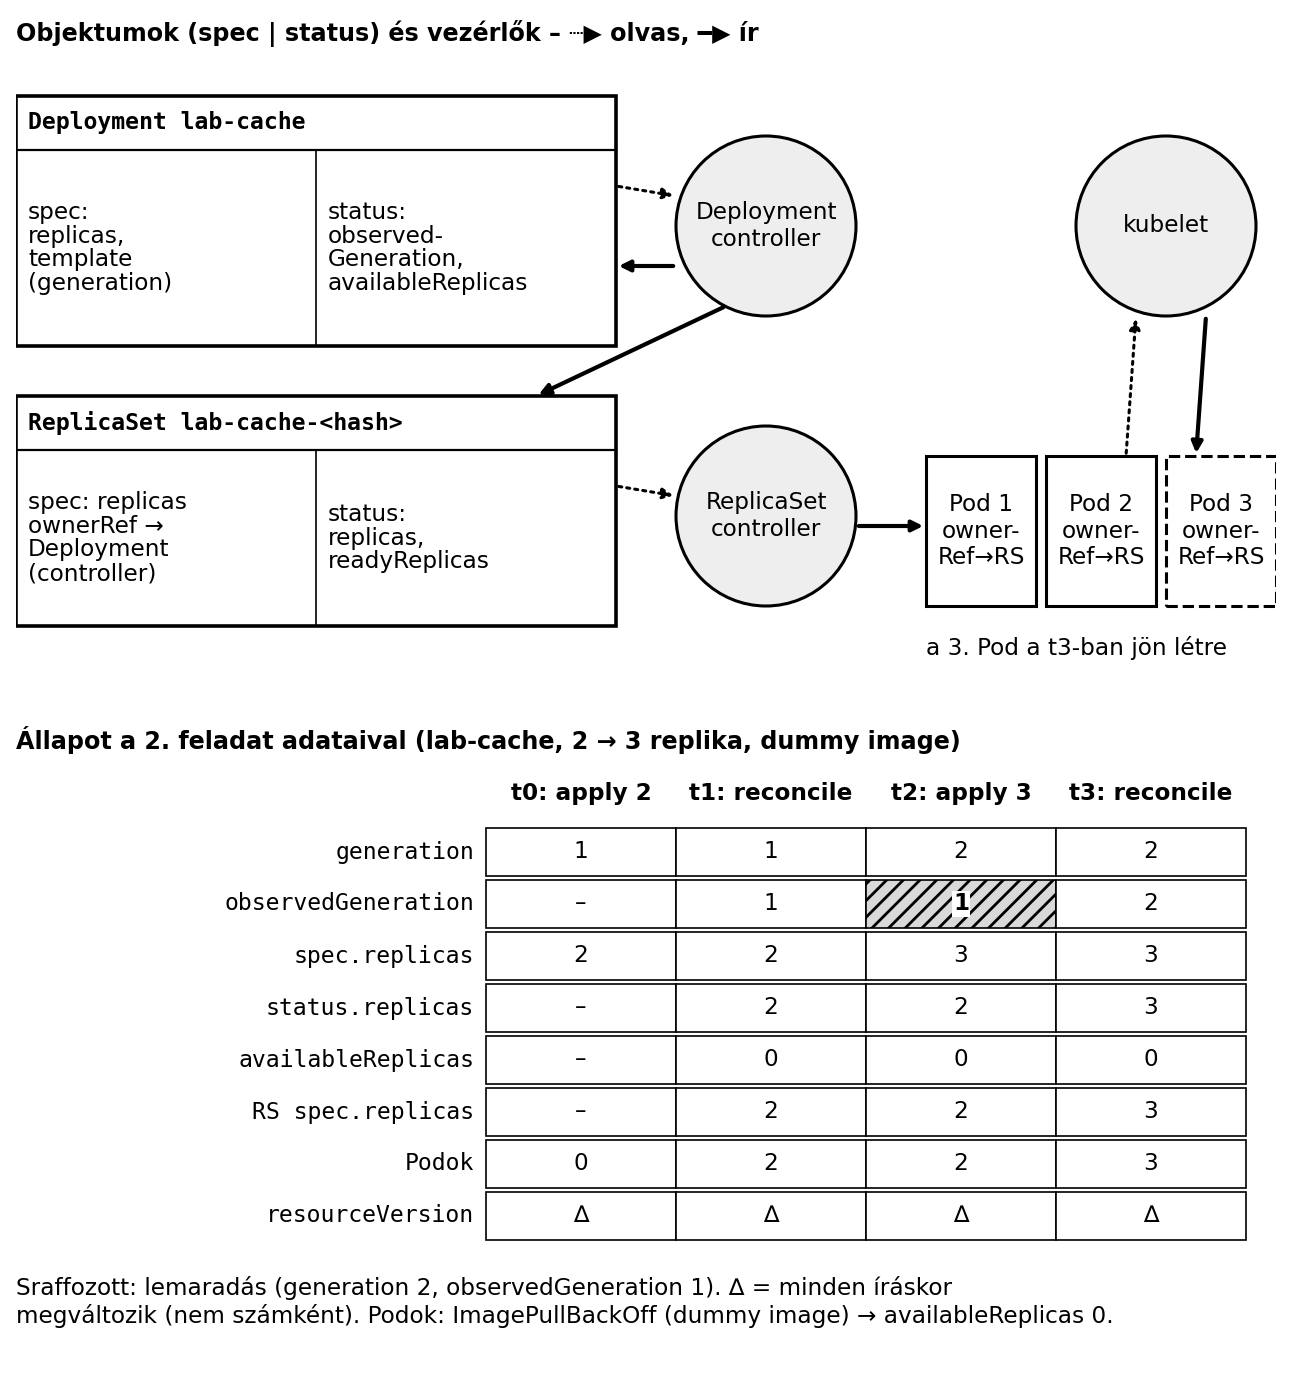 Objektumok (spec | status) és vezérlők – ┈▶ olvas, ━▶ ír
Deployment lab-cache
spec:
replicas,
template
(generation)
status:
observed-
Generation,
availableReplicas
Deployment
controller
kubelet
ReplicaSet lab-cache-<hash>
spec: replicas
ownerRef →
Deployment
(controller)
status:
replicas,
readyReplicas
ReplicaSet
controller
Pod 1
owner-
Ref→RS
Pod 2
owner-
Ref→RS
Pod 3
owner-
Ref→RS
a 3. Pod a t3-ban jön létre
Állapot a 2. feladat adataival (lab-cache, 2 → 3 replika, dummy image)
t0: apply 2 t1: reconcile t2: apply 3 t3: reconcile
generation 1 1 2 2
observedGeneration – 1 1 2
spec.replicas 2 2 3 3
status.replicas – 2 2 3
availableReplicas – 0 0 0
RS spec.replicas – 2 2 3
Podok 0 2 2 3
resourceVersion Δ Δ Δ Δ
Sraffozott: lemaradás (generation 2, observedGeneration 1). Δ = minden íráskor
megváltozik (nem számként). Podok: ImagePullBackOff (dummy image) → availableReplicas 0.